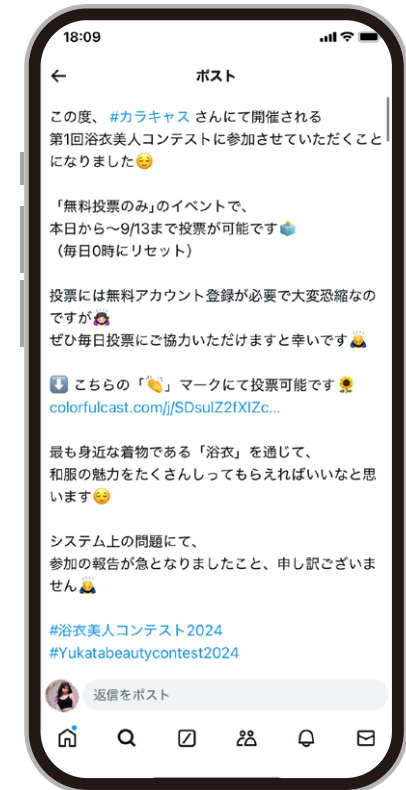 18:09
ポスト
この度、 #カラキャス さんにて開催される
第1回浴衣美人コンテストに参加させていただくこと
になりました😌
「無料投票のみ」のイベントで、
本日から〜9/13まで投票が可能です🗳️
（毎日0時にリセット）
投票には無料アカウント登録が必要で大変恐縮なの
ですが🙇🏻‍♀️
ぜひ毎日投票にご協力いただけますと幸いです🙇‍♀️
⬇️ こちらの「👏」マークにて投票可能です🌻
colorfulcast.com/jj/SDsulZ2fXIZc...
最も身近な着物である「浴衣」を通じて、
和服の魅力をたくさんしってもらえればいいなと思
います😌
システム上の問題にて、
参加の報告が急となりましたこと、申し訳ございま
せん🙇‍♀️
#浴衣美人コンテスト2024
#Yukatabeautycontest2024
返信をポスト